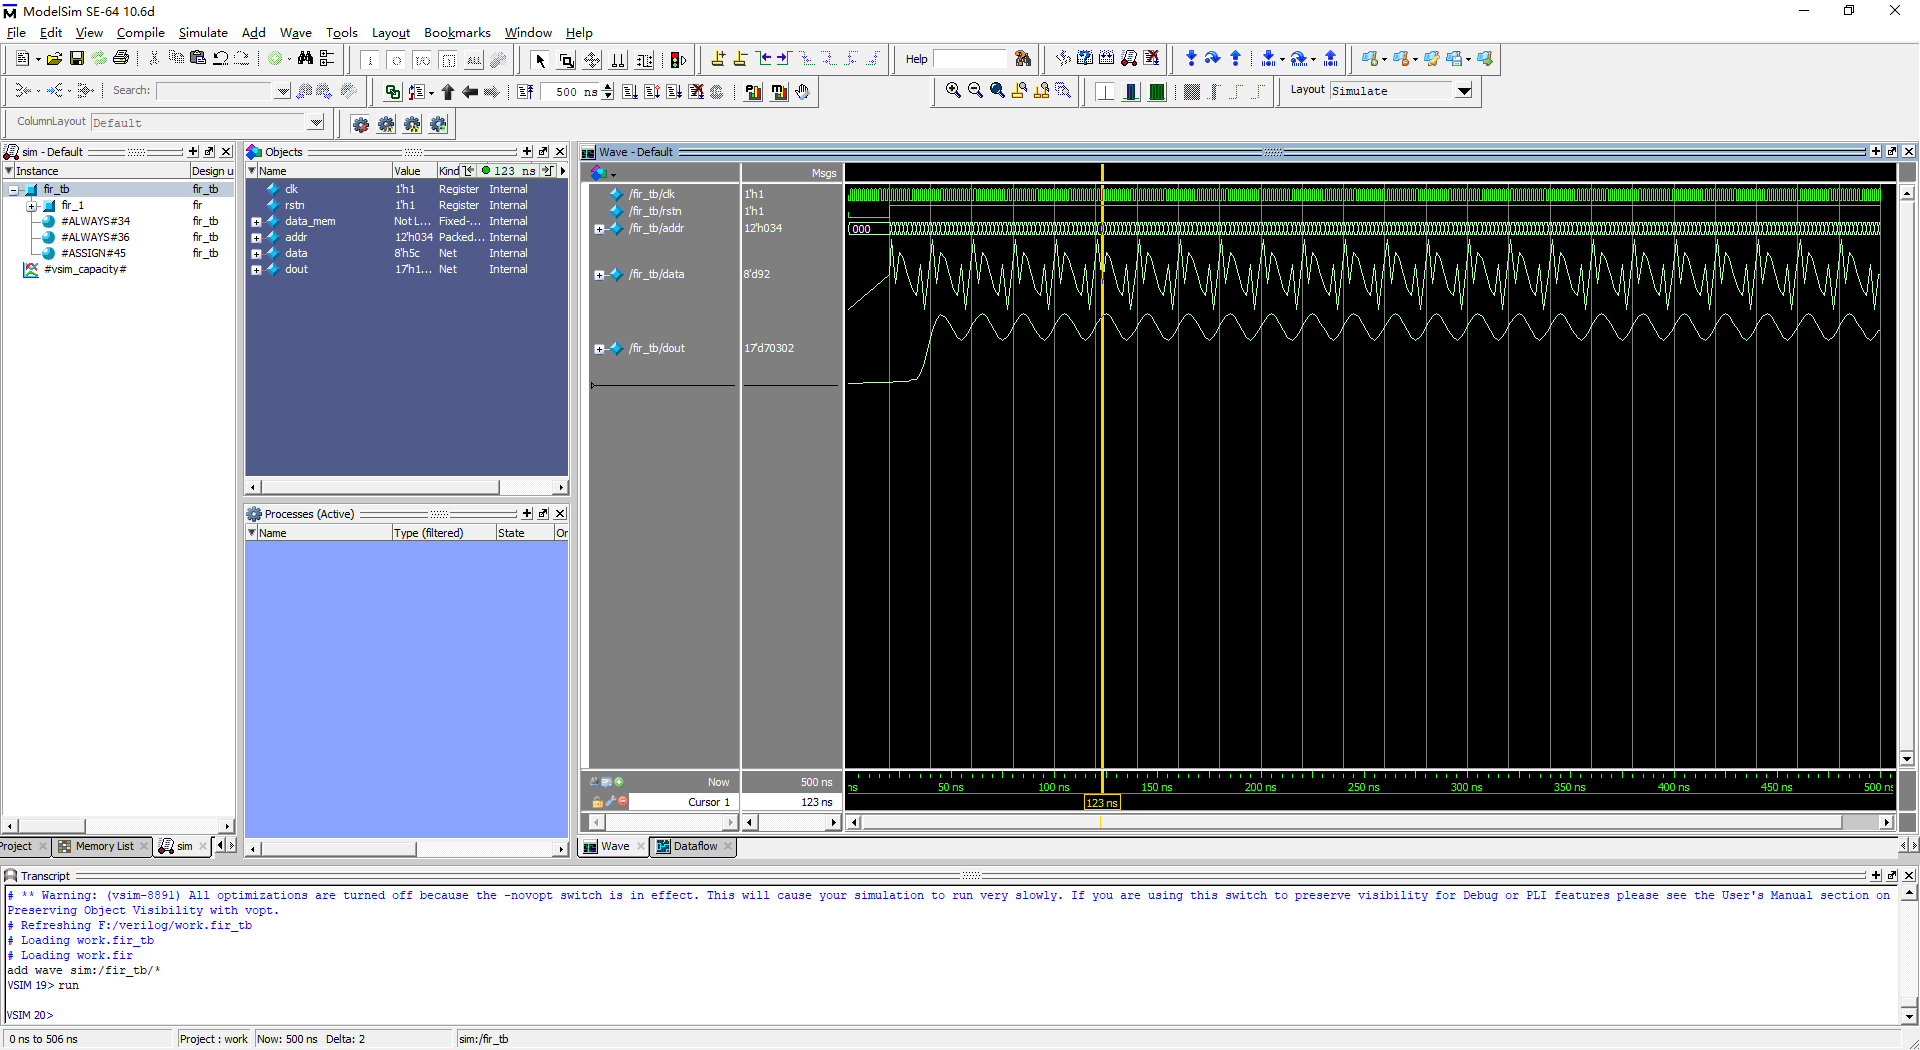 ModelSim SE-64 10.6d
File Edit View Compile Simulate Add Wave Tools Layout Bookmarks Window Help
Help
Search:
500 ns
Layout Simulate
ColumnLayout Default
sim - Default
Instance Design u
fir_tb fir_tb
fir_1 fir
#ALWAYS#34 fir_tb
#ALWAYS#36 fir_tb
#ASSIGN#45 fir_tb
#vsim_capacity#
Project Memory List sim
Objects
Name Value Kind 123 ns
clk 1'h1 Register Internal
rstn 1'h1 Register Internal
data_mem Not L... Fixed-... Internal
addr 12'h034 Packed... Internal
data 8'h5c Net Internal
dout 17'h1... Net Internal
Processes (Active)
Name Type (filtered) State Or
Wave - Default
Msgs
/fir_tb/clk 1'h1
/fir_tb/rstn 1'h1
/fir_tb/addr 12'h034 000
/fir_tb/data 8'd92
/fir_tb/dout 17'd70302
Now 500 ns
ns 50 ns 100 ns 150 ns 200 ns 250 ns 300 ns 350 ns 400 ns 450 ns 500 ns
Cursor 1 123 ns 123 ns
Wave Dataflow
Transcript
# ** Warning: (vsim-8891) All optimizations are turned off because the -novopt switch is in effect. This will cause your simulation to run very slowly. If you are using this switch to preserve visibility for Debug or PLI features please see the User's Manual section on
Preserving Object Visibility with vopt.
# Refreshing F:/verilog/work.fir_tb
# Loading work.fir_tb
# Loading work.fir
add wave sim:/fir_tb/*
VSIM 19> run
VSIM 20>
0 ns to 506 ns Project : work Now: 500 ns Delta: 2 sim:/fir_tb